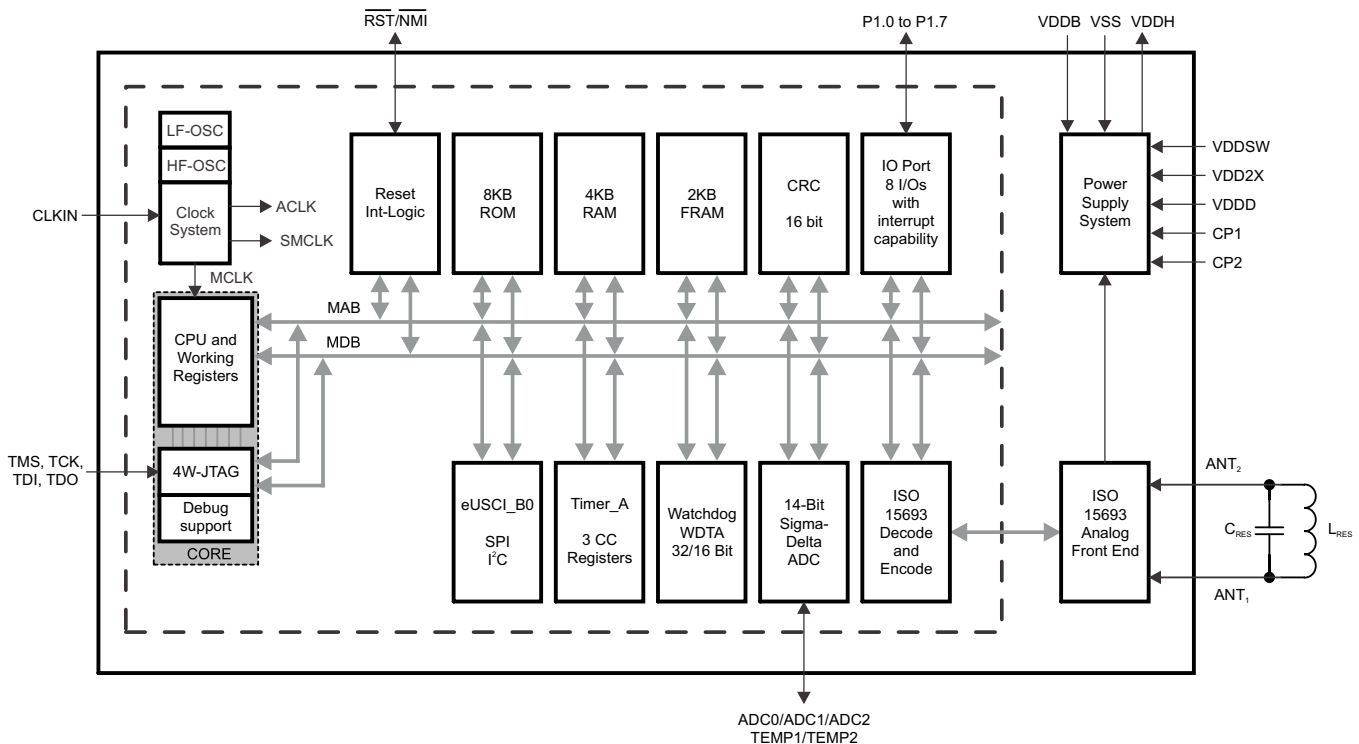 RST/NMI
P1.0 to P1.7
VDDB
VSS
VDDH
LF-OSC
HF-OSC
Clock
System
CLKIN
ACLK
SMCLK
MCLK
Reset
Int-Logic
8KB
ROM
4KB
RAM
2KB
FRAM
CRC
16 bit
IO Port
8 I/Os
with
interrupt
capability
Power
Supply
System
VDDSW
VDD2X
VDDD
CP1
CP2
MAB
MDB
CPU and
Working
Registers
TMS, TCK,
TDI, TDO
4W-JTAG
Debug
support
CORE
eUSCI_B0
SPI
I²C
Timer_A
3 CC
Registers
Watchdog
WDTA
32/16 Bit
14-Bit
Sigma-
Delta
ADC
ISO
15693
Decode
and
Encode
ISO
15693
Analog
Front End
ANT₂
CRES
LRES
ANT₁
ADC0/ADC1/ADC2
TEMP1/TEMP2